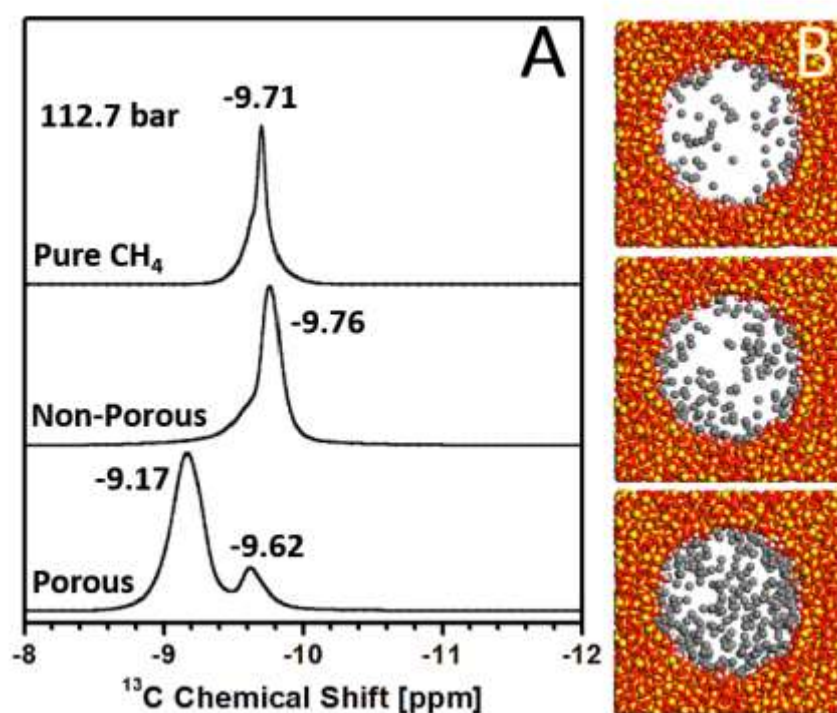 A
B
112.7 bar
-9.71
Pure CH₄
-9.76
Non-Porous
-9.17
-9.62
Porous
-8 -9 -10 -11 -12
¹³C Chemical Shift [ppm]